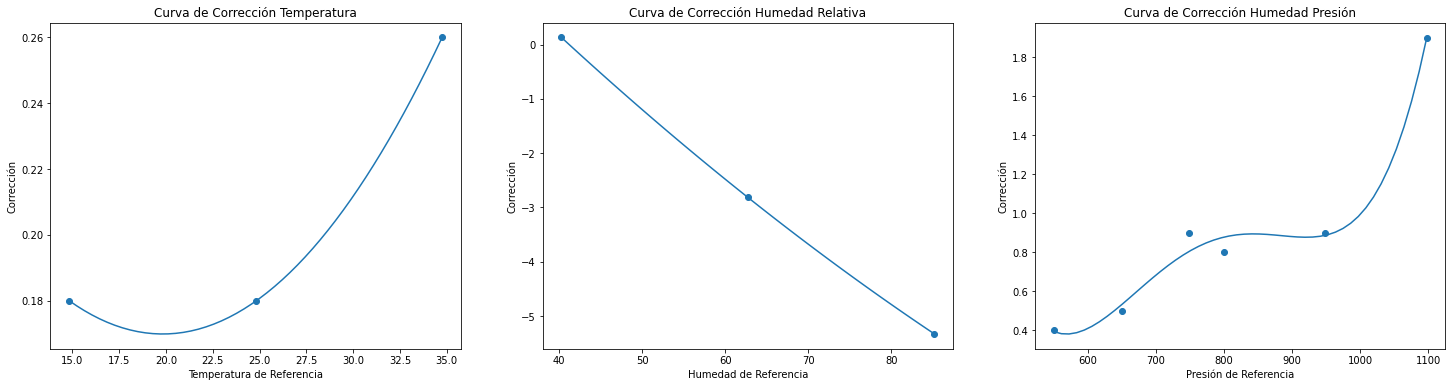 Curva de Corrección Temperatura
0.26
0.24
0.22
0.20
0.18
Corrección
15.0 17.5 20.0 22.5 25.0 27.5 30.0 32.5 35.0
Temperatura de Referencia
Curva de Corrección Humedad Relativa
0
−1
−2
−3
−4
−5
Corrección
40 50 60 70 80
Humedad de Referencia
Curva de Corrección Humedad Presión
1.8
1.6
1.4
1.2
1.0
0.8
0.6
0.4
Corrección
600 700 800 900 1000 1100
Presión de Referencia